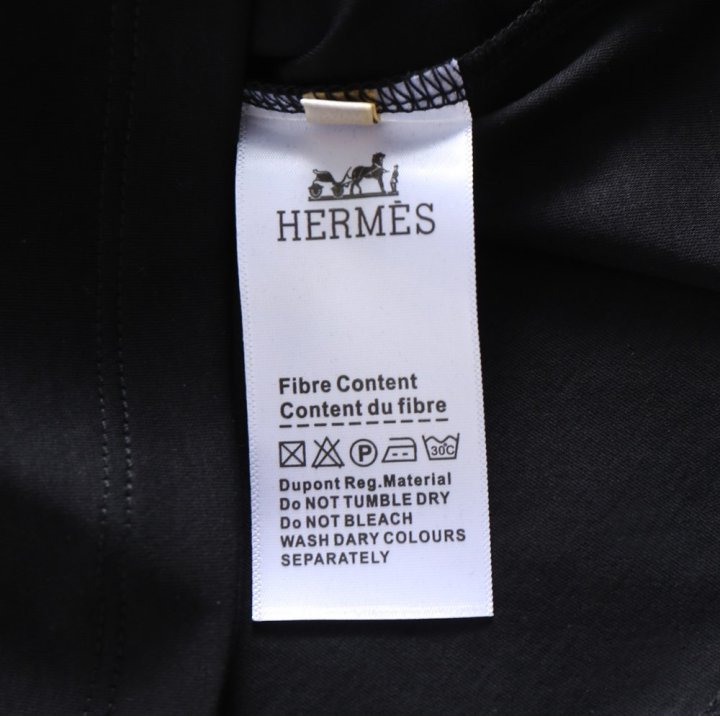 HERMÈS
Fibre Content
Content du fibre
P 30C
Dupont Reg.Material
Do NOT TUMBLE DRY
Do NOT BLEACH
WASH DARY COLOURS
SEPARATELY